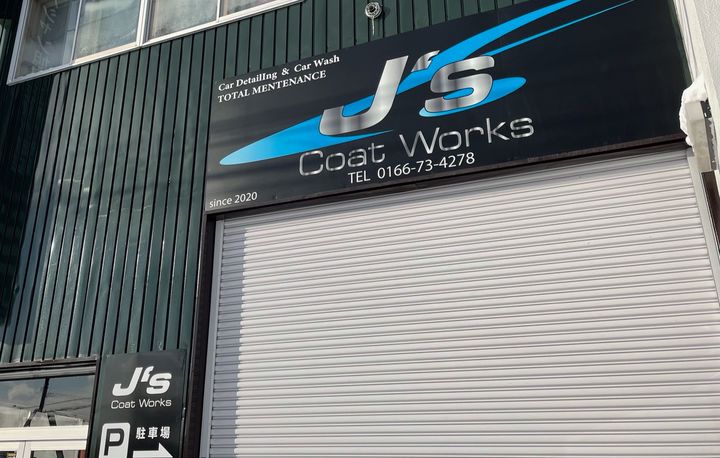 Car DetailIng & Car Wash
TOTAL MENTENANCE
J's
Coat Works
TEL 0166-73-4278
since 2020
J's
Coat Works
P 駐車場